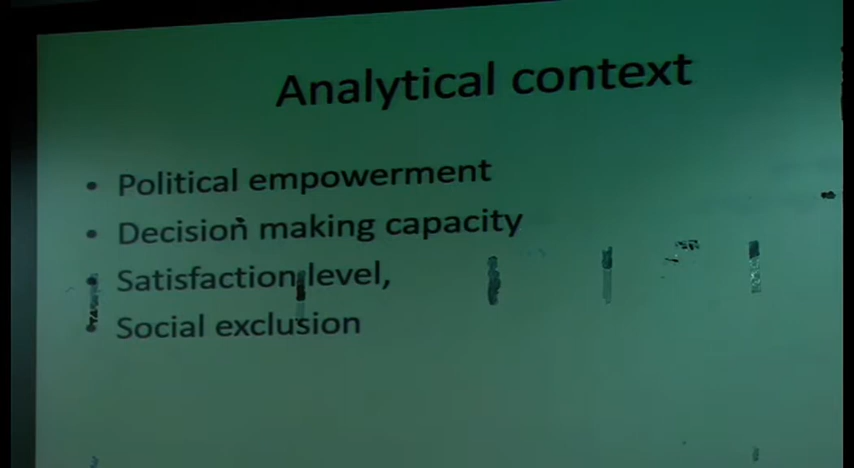 Analytical context
• Political empowerment
• Decision making capacity
• Satisfaction level,
• Social exclusion